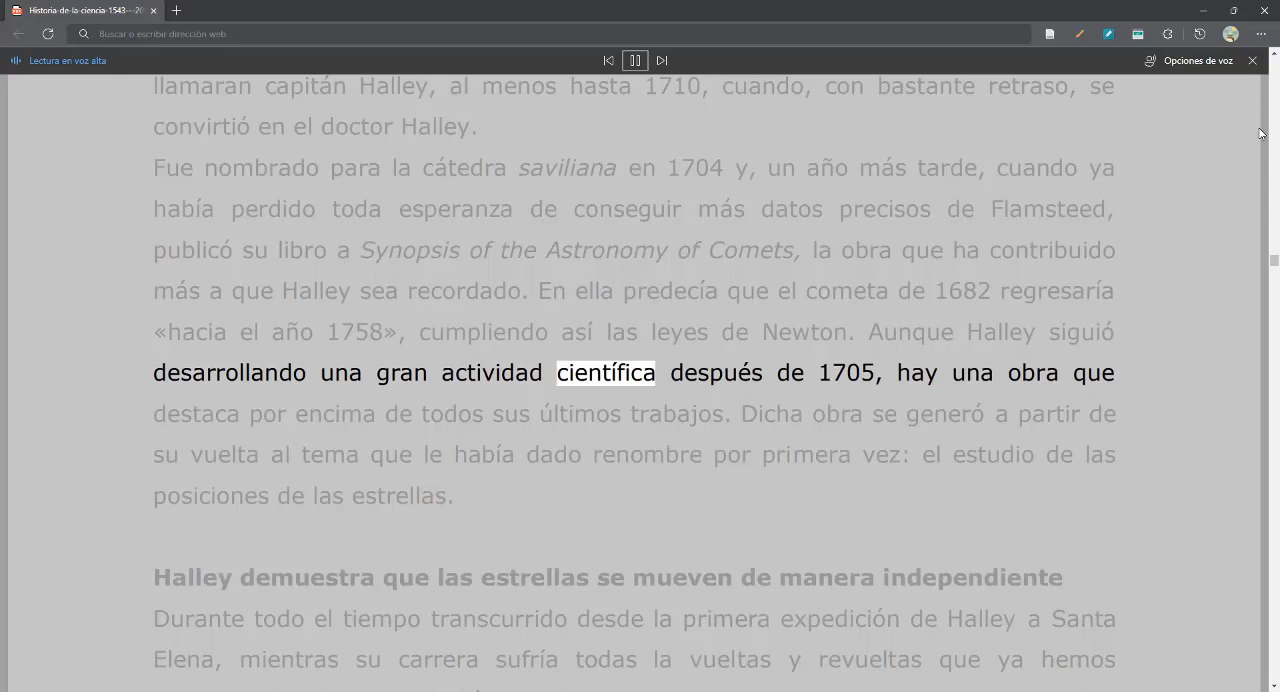 Historia-de-la-ciencia-1543---20
Buscar o escribir dirección web
Lectura en voz alta
Opciones de voz
llamaran capitán Halley, al menos hasta 1710, cuando, con bastante retraso, se
convirtió en el doctor Halley.
Fue nombrado para la cátedra saviliana en 1704 y, un año más tarde, cuando ya
había perdido toda esperanza de conseguir más datos precisos de Flamsteed,
publicó su libro a Synopsis of the Astronomy of Comets, la obra que ha contribuido
más a que Halley sea recordado. En ella predecía que el cometa de 1682 regresaría
«hacia el año 1758», cumpliendo así las leyes de Newton. Aunque Halley siguió
desarrollando una gran actividad científica después de 1705, hay una obra que
destaca por encima de todos sus últimos trabajos. Dicha obra se generó a partir de
su vuelta al tema que le había dado renombre por primera vez: el estudio de las
posiciones de las estrellas.
Halley demuestra que las estrellas se mueven de manera independiente
Durante todo el tiempo transcurrido desde la primera expedición de Halley a Santa
Elena, mientras su carrera sufría todas la vueltas y revueltas que ya hemos